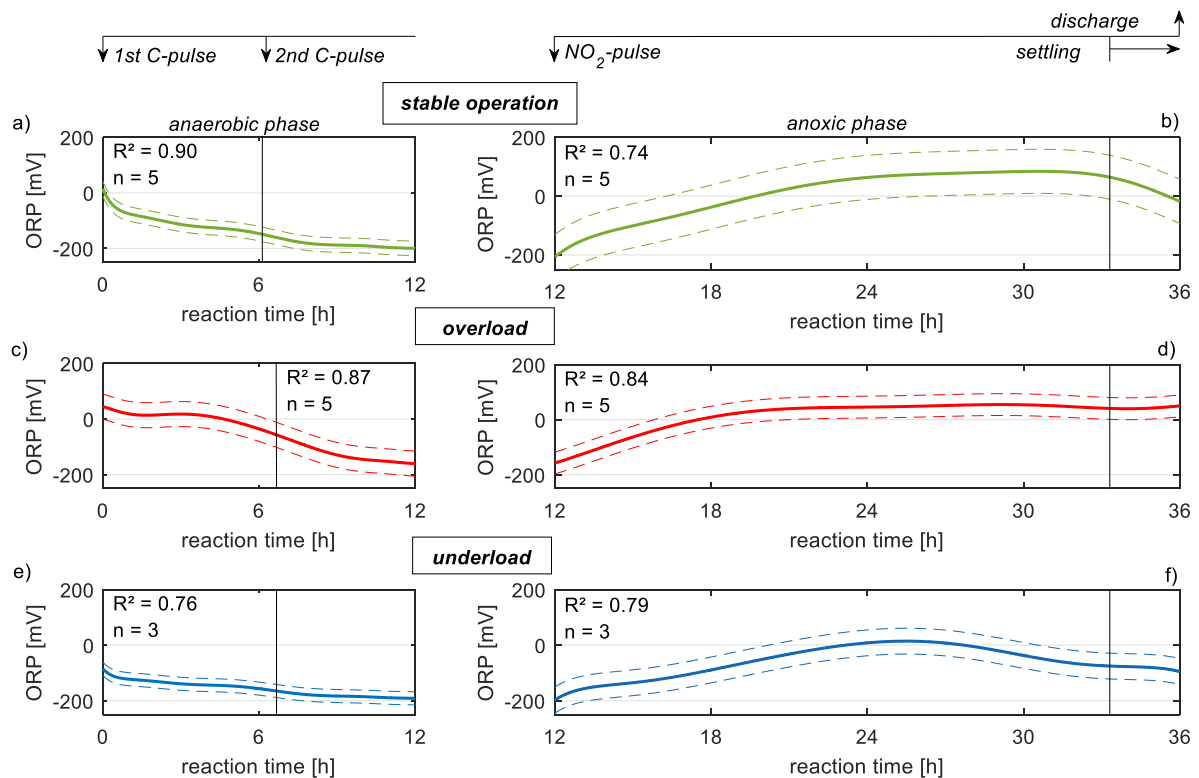 discharge
1st C-pulse 2nd C-pulse NO2-pulse settling
stable operation
a) anaerobic phase anoxic phase b)
200 R² = 0.90 200 R² = 0.74
n = 5 n = 5
0 0
-200 -200
ORP [mV] ORP [mV]
0 6 12 12 18 24 30 36
reaction time [h] reaction time [h]
overload
c) d)
200 R² = 0.87 200 R² = 0.84
n = 5 n = 5
0 0
-200 -200
ORP [mV] ORP [mV]
0 6 12 12 18 24 30 36
reaction time [h] reaction time [h]
underload
e) f)
200 R² = 0.76 200 R² = 0.79
n = 3 n = 3
0 0
-200 -200
ORP [mV] ORP [mV]
0 6 12 12 18 24 30 36
reaction time [h] reaction time [h]